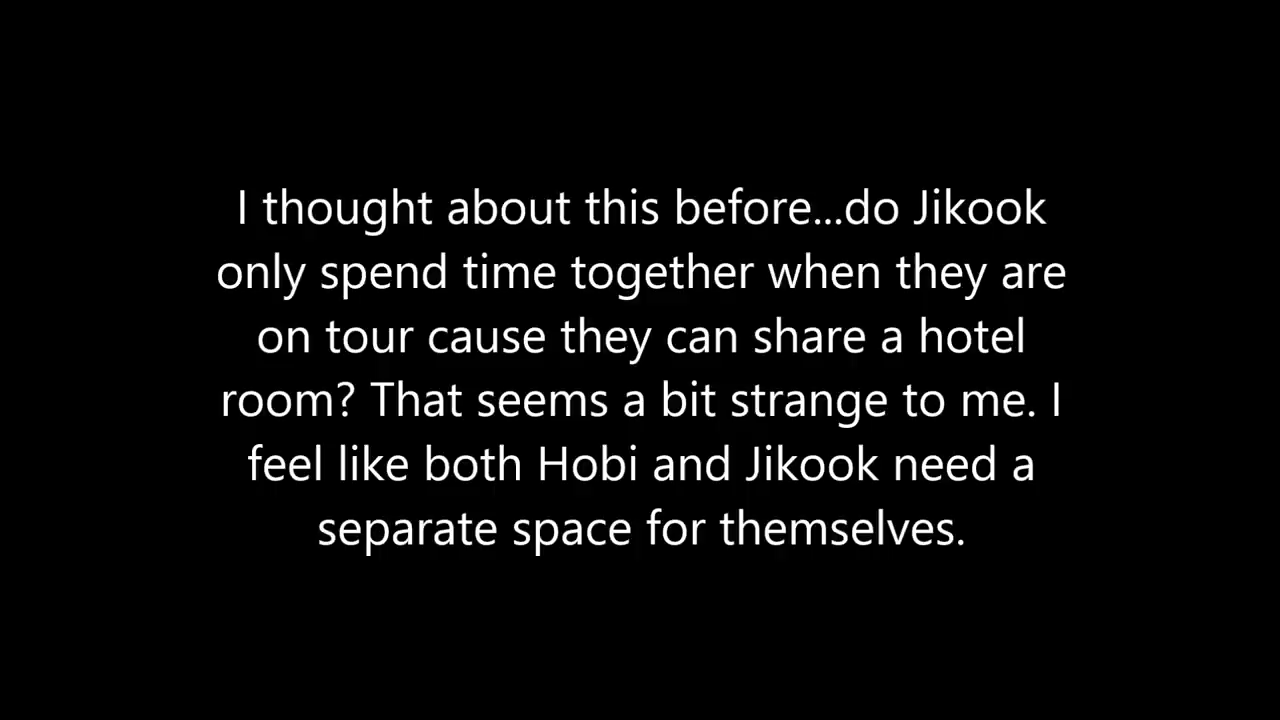 I thought about this before...do Jikook
only spend time together when they are
on tour cause they can share a hotel
room? That seems a bit strange to me. I
feel like both Hobi and Jikook need a
separate space for themselves.